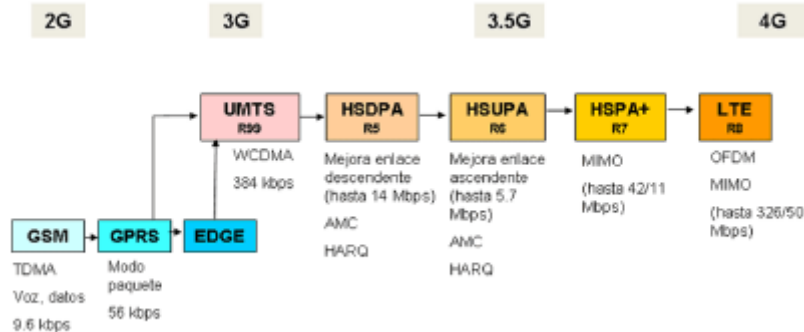 2G
3G
3.5G
4G
UMTS
R99
HSDPA
R5
HSUPA
R6
HSPA+
R7
LTE
R8
WCDMA
384 kbps
Mejora enlace
descendente
(hasta 14 Mbps)
AMC
HARQ
Mejora enlace
ascendente
(hasta 5.7
Mbps)
AMC
HARQ
MIMO
(hasta 42/11
Mbps)
OFDM
MIMO
(hasta 326/50
Mbps)
GSM
GPRS
EDGE
TDMA
Voz, datos
9.6 kbps
Modo
paquete
56 kbps